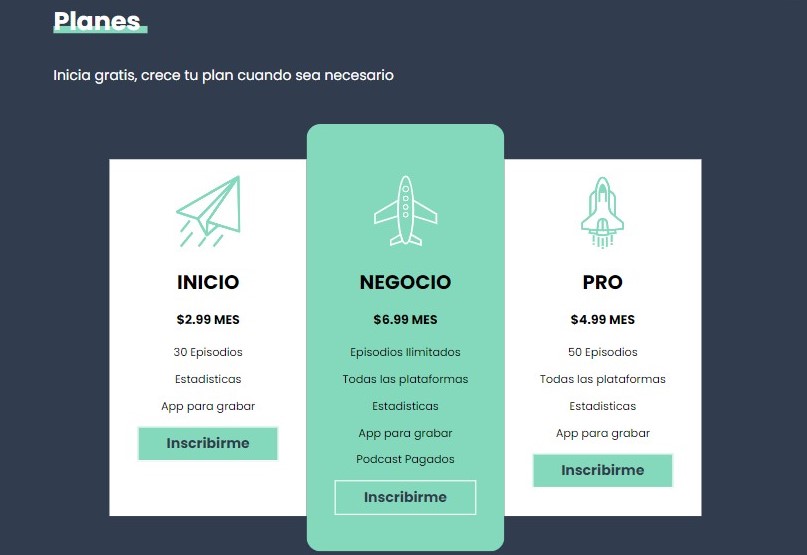 Planes
Inicia gratis, crece tu plan cuando sea necesario
INICIO
$2.99 MES
30 Episodios
Estadisticas
App para grabar
Inscribirme
NEGOCIO
$6.99 MES
Episodios Ilimitados
Todas las plataformas
Estadisticas
App para grabar
Podcast Pagados
Inscribirme
PRO
$4.99 MES
50 Episodios
Todas las plataformas
Estadisticas
App para grabar
Inscribirme